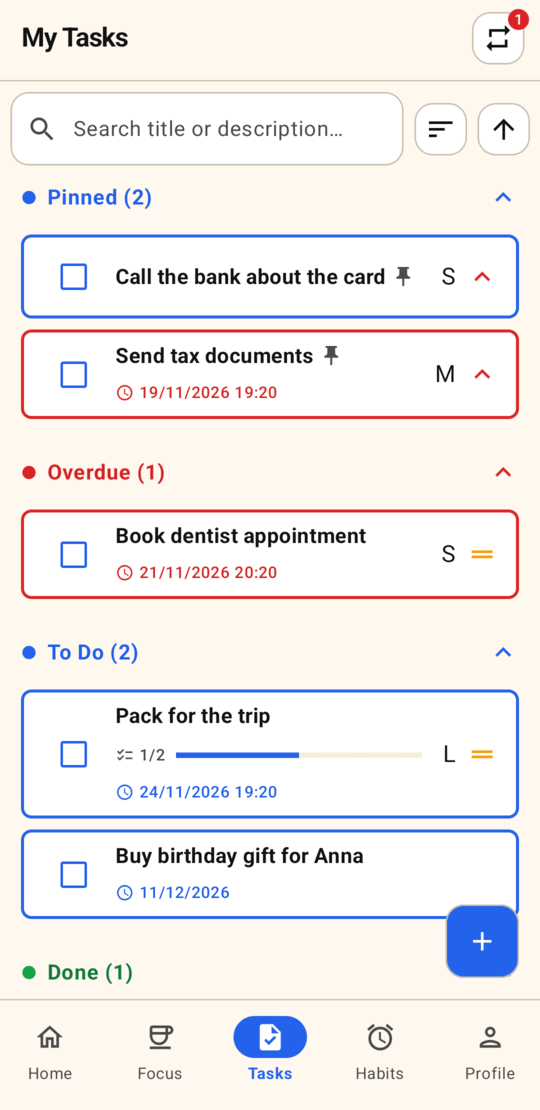 My Tasks
1
Search title or description...
Pinned (2)
Call the bank about the card
S
Send tax documents
M
19/11/2026 19:20
Overdue (1)
Book dentist appointment
S
21/11/2026 20:20
To Do (2)
Pack for the trip
1/2
L
24/11/2026 19:20
Buy birthday gift for Anna
11/12/2026
Done (1)
Home Focus Tasks Habits Profile